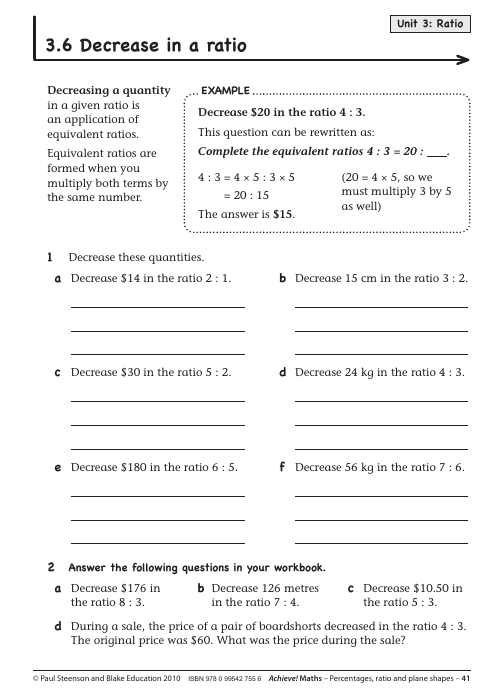 Unit 3: Ratio
3.6 Decrease in a ratio
Decreasing a quantity
in a given ratio is
an application of
equivalent ratios.
Equivalent ratios are
formed when you
multiply both terms by
the same number.
EXAMPLE
Decrease $20 in the ratio 4 : 3.
This question can be rewritten as:
Complete the equivalent ratios 4 : 3 = 20 : ___.
4 : 3 = 4 × 5 : 3 × 5
= 20 : 15
The answer is $15.
(20 = 4 × 5, so we
must multiply 3 by 5
as well)
1 Decrease these quantities.
a Decrease $14 in the ratio 2 : 1.
b Decrease 15 cm in the ratio 3 : 2.
c Decrease $30 in the ratio 5 : 2.
d Decrease 24 kg in the ratio 4 : 3.
e Decrease $180 in the ratio 6 : 5.
f Decrease 56 kg in the ratio 7 : 6.
2 Answer the following questions in your workbook.
a Decrease $176 in
the ratio 8 : 3.
b Decrease 126 metres
in the ratio 7 : 4.
c Decrease $10.50 in
the ratio 5 : 3.
d During a sale, the price of a pair of boardshorts decreased in the ratio 4 : 3.
The original price was $60. What was the price during the sale?
© Paul Steenson and Blake Education 2010 ISBN 978 0 99542 755 6 Achieve! Maths – Percentages, ratio and plane shapes – 41